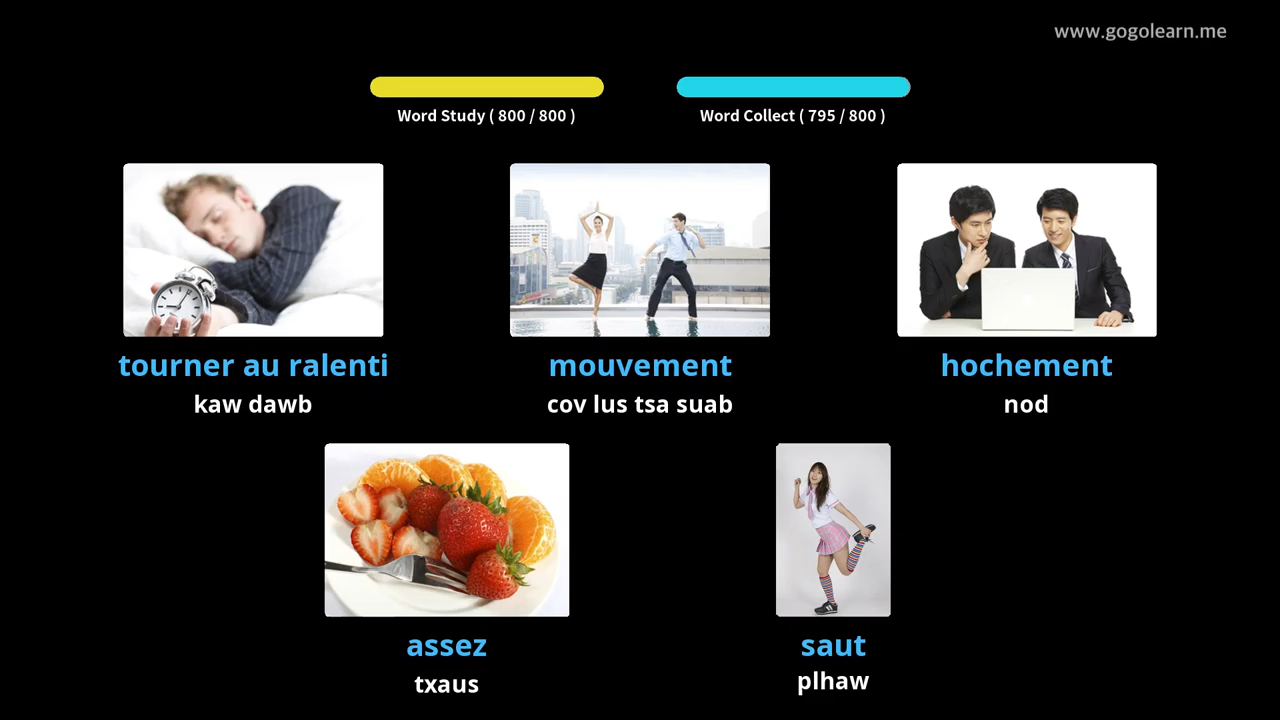 www.gogolearn.me
Word Study ( 800 / 800 )
Word Collect ( 795 / 800 )
tourner au ralenti
kaw dawb
mouvement
cov lus tsa suab
hochement
nod
assez
txaus
saut
plhaw